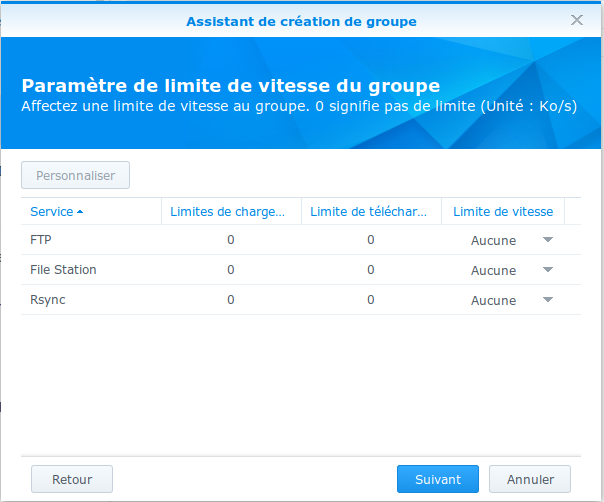 Assistant de création de groupe
Paramètre de limite de vitesse du groupe
Affectez une limite de vitesse au groupe. 0 signifie pas de limite (Unité : Ko/s)
Personnaliser
Service Limites de charge... Limite de téléchar... Limite de vitesse
FTP 0 0 Aucune
File Station 0 0 Aucune
Rsync 0 0 Aucune
Retour Suivant Annuler